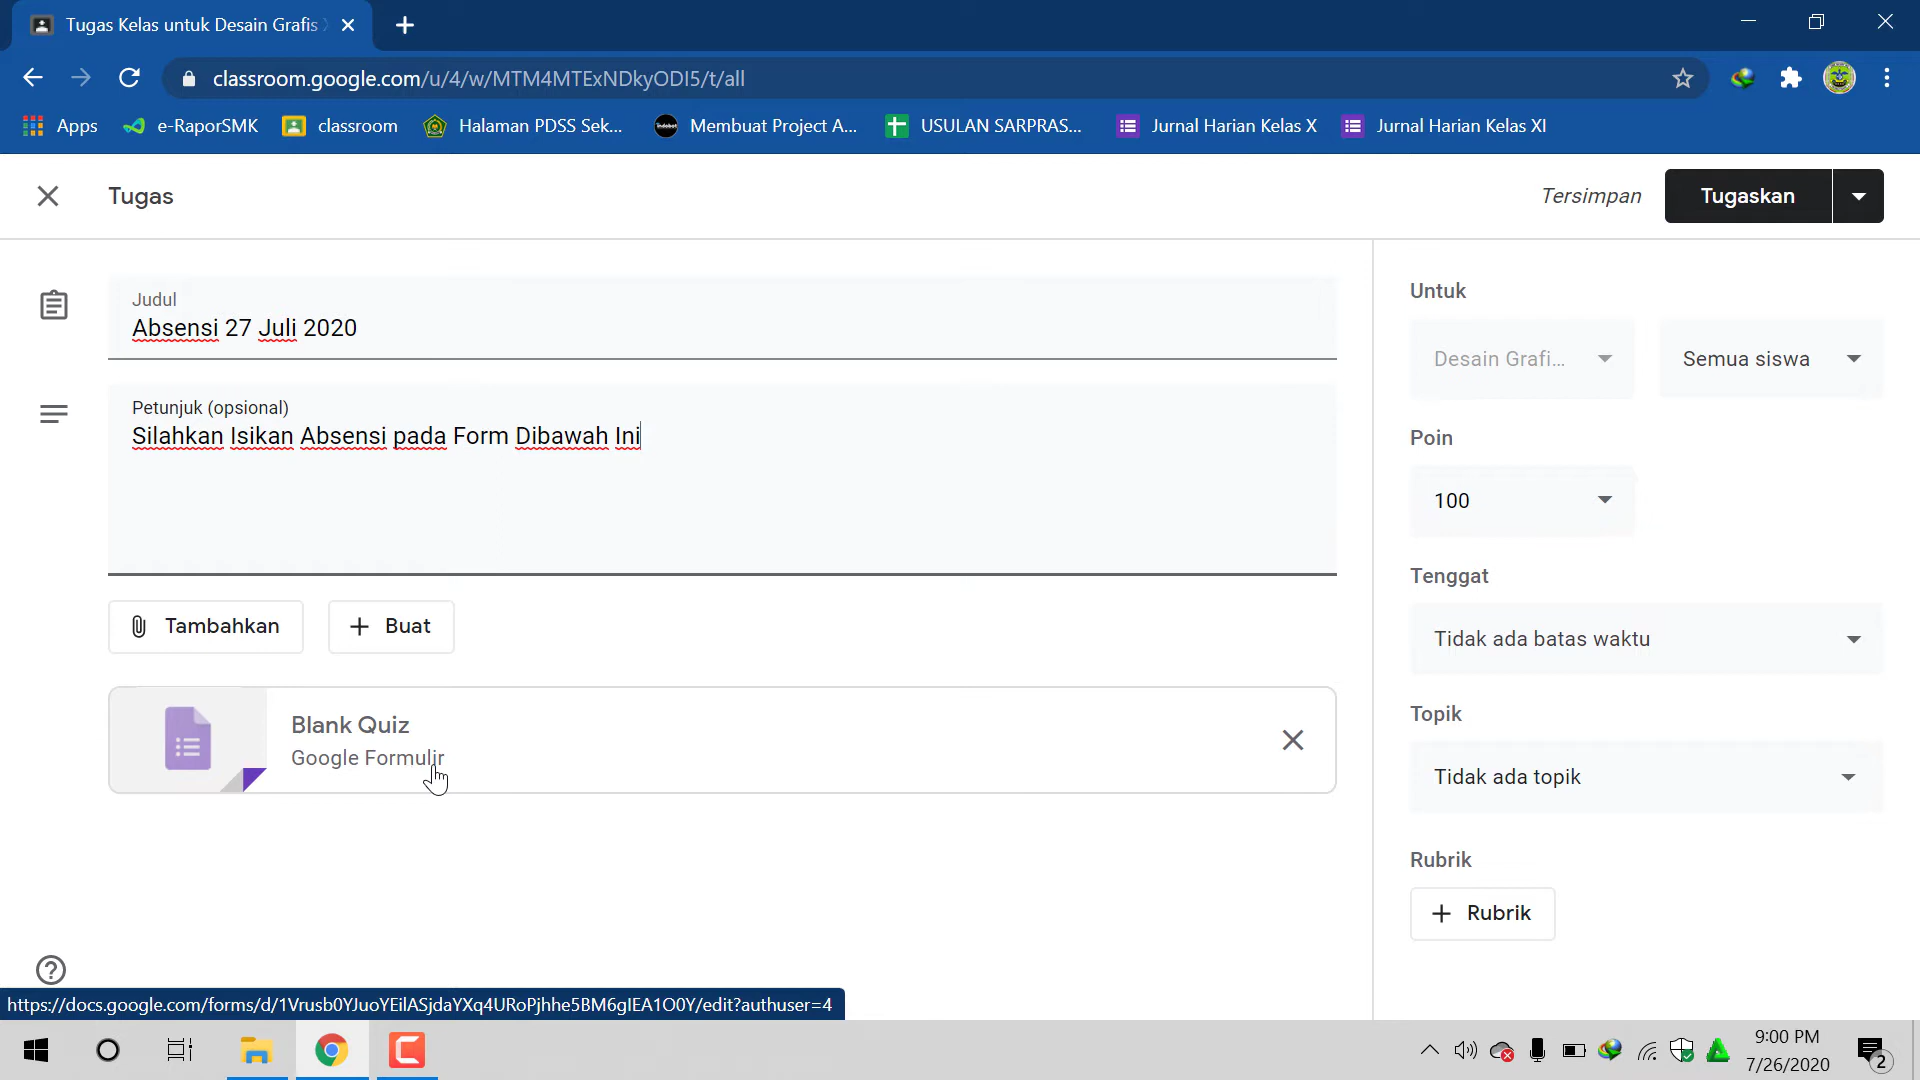 Tugas Kelas untuk Desain Grafis
classroom.google.com/u/4/w/MTM4MTExNDkyODI5/t/all
Apps e-RaporSMK classroom Halaman PDSS Sek... Membuat Project A... USULAN SARPRAS... Jurnal Harian Kelas X Jurnal Harian Kelas XI
Tugas Tersimpan Tugaskan
Judul
Absensi 27 Juli 2020
Petunjuk (opsional)
Silahkan Isikan Absensi pada Form Dibawah Ini
Tambahkan Buat
Blank Quiz
Google Formulir
Untuk
Desain Grafi... Semua siswa
Poin
100
Tenggat
Tidak ada batas waktu
Topik
Tidak ada topik
Rubrik
Rubrik
https://docs.google.com/forms/d/1Vrusb0YJuoYEilASjdaYXq4URoPjhhe5BM6gIEA1O0Y/edit?authuser=4
9:00 PM
7/26/2020
2